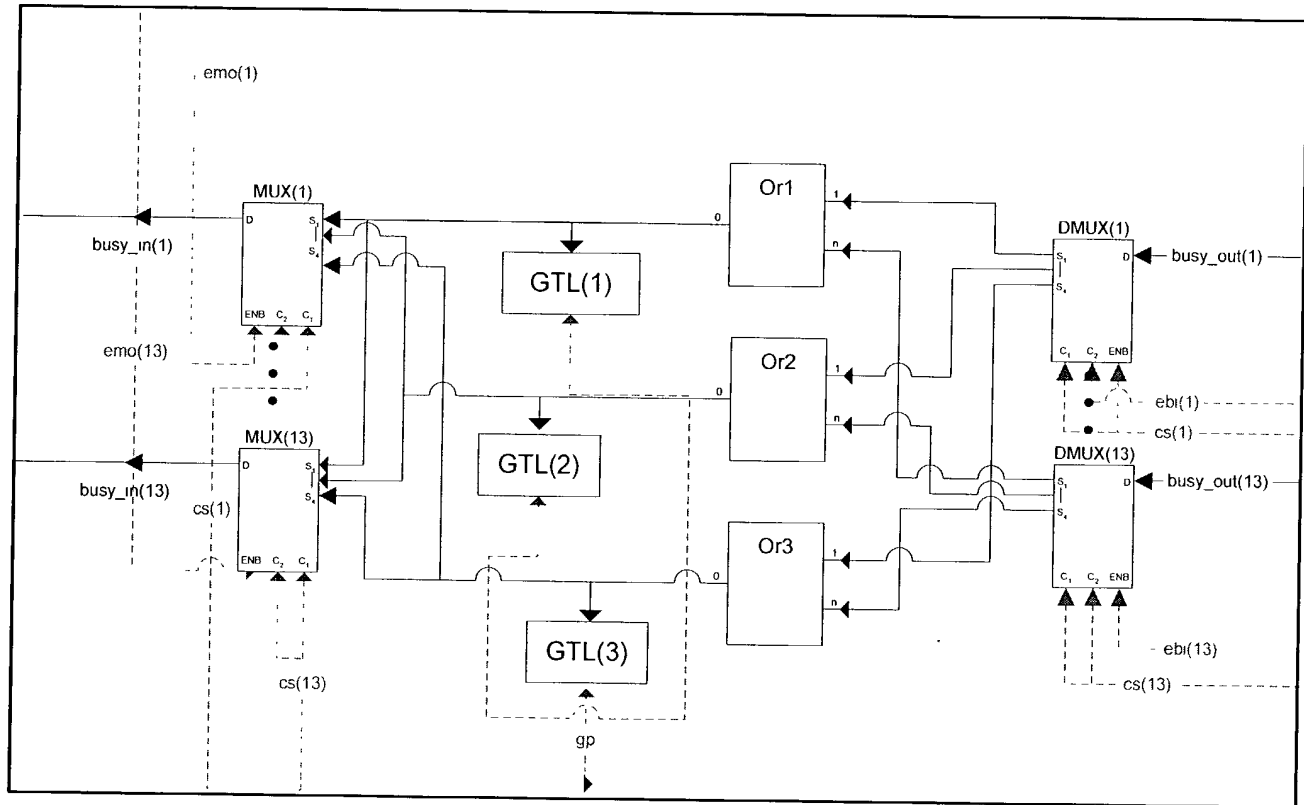 emo(1)
MUX(1)
D
S₁
S₄
ENB C₂ C₁
busy_in(1)
emo(13)
MUX(13)
D
S₁
S₄
ENB C₂ C₁
busy_in(13)
cs(1)
cs(13)
GTL(1)
GTL(2)
GTL(3)
gp
Or1
0
1
n
Or2
0
1
n
Or3
0
1
n
DMUX(1)
S₁
S₄
D
C₁ C₂ ENB
busy_out(1)
ebi(1)
cs(1)
DMUX(13)
S₁
S₄
D
C₁ C₂ ENB
busy_out(13)
ebi(13)
cs(13)